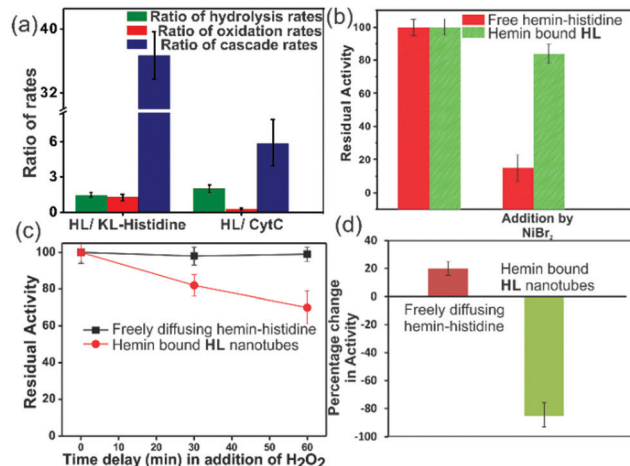 (a)
Ratio of hydrolysis rates
Ratio of oxidation rates
Ratio of cascade rates
Ratio of rates
40
32
6
3
0
HL/ KL-Histidine
HL/ CytC
(b)
Free hemin-histidine
Hemin bound HL
Residual Activity
100
80
60
40
20
0
Addition by
NiBr2
(c)
Residual Activity
100
80
60
40
20
0
Freely diffusing hemin-histidine
Hemin bound HL nanotubes
0
10
20
30
40
50
60
Time delay (min) in addition of H2O2
(d)
Percentage change
in Activity
40
20
0
-20
-40
-60
-80
-100
Hemin bound
HL nanotubes
Freely diffusing
hemin-histidine